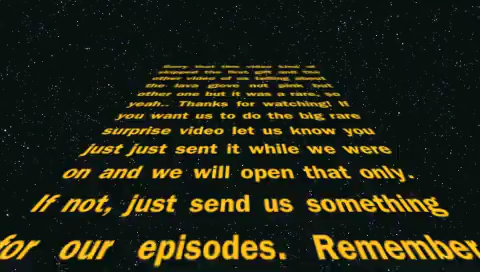 Sorry that the video kind of
skipped the first gift and the
other video of us telling about
the lava glove not pink but
other one but it was a rare, so
yeah.. Thanks for watching! If
you want us to do the big rare
surprise video let us know you
just just sent it while we were
on and we will open that only.
If not, just send us something
for our episodes. Remember